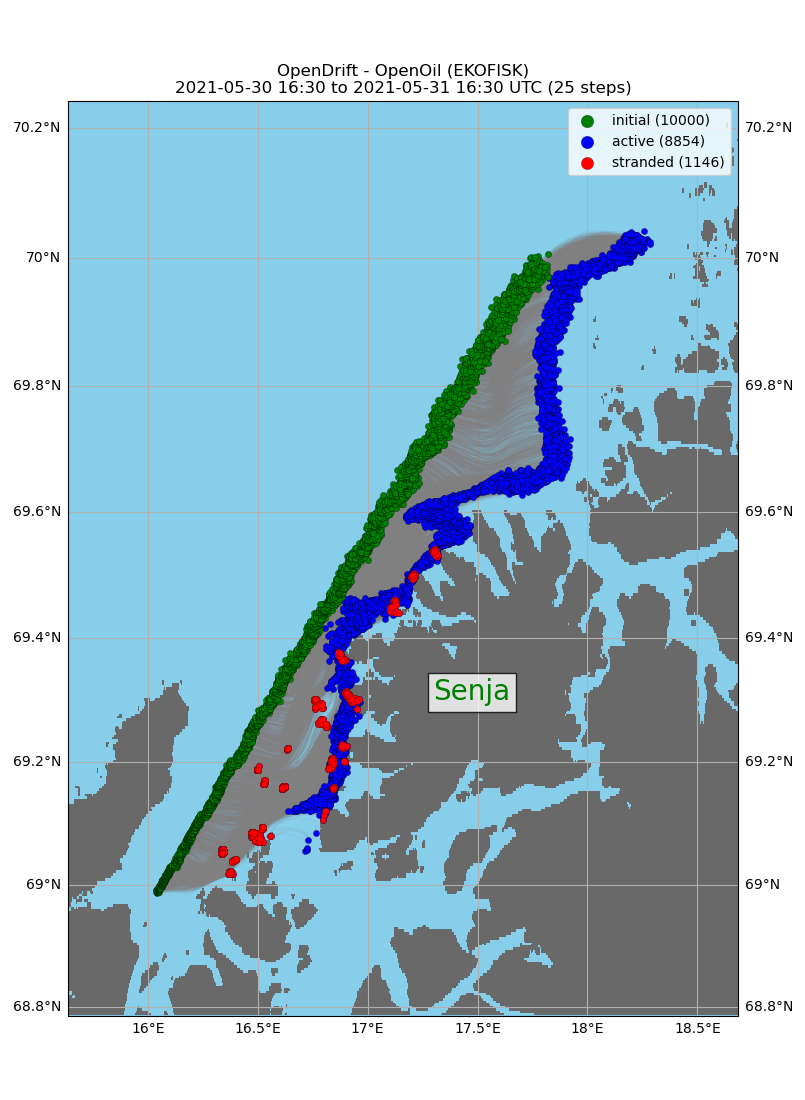 OpenDrift - OpenOil (EKOFISK)
2021-05-30 16:30 to 2021-05-31 16:30 UTC (25 steps)
initial (10000)
active (8854)
stranded (1146)
70.2°N 70.2°N
70°N 70°N
69.8°N 69.8°N
69.6°N 69.6°N
69.4°N 69.4°N
Senja
69.2°N 69.2°N
69°N 69°N
68.8°N 68.8°N
16°E 16.5°E 17°E 17.5°E 18°E 18.5°E